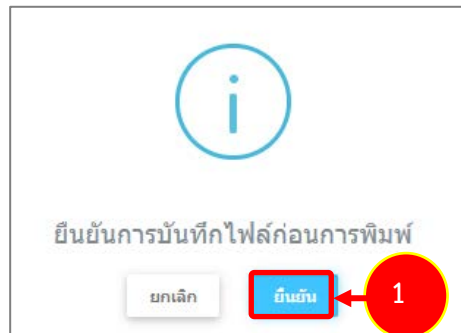 i
ยืนยันการบันทึกไฟล์ก่อนการพิมพ์
ยกเลิก ยืนยัน 1